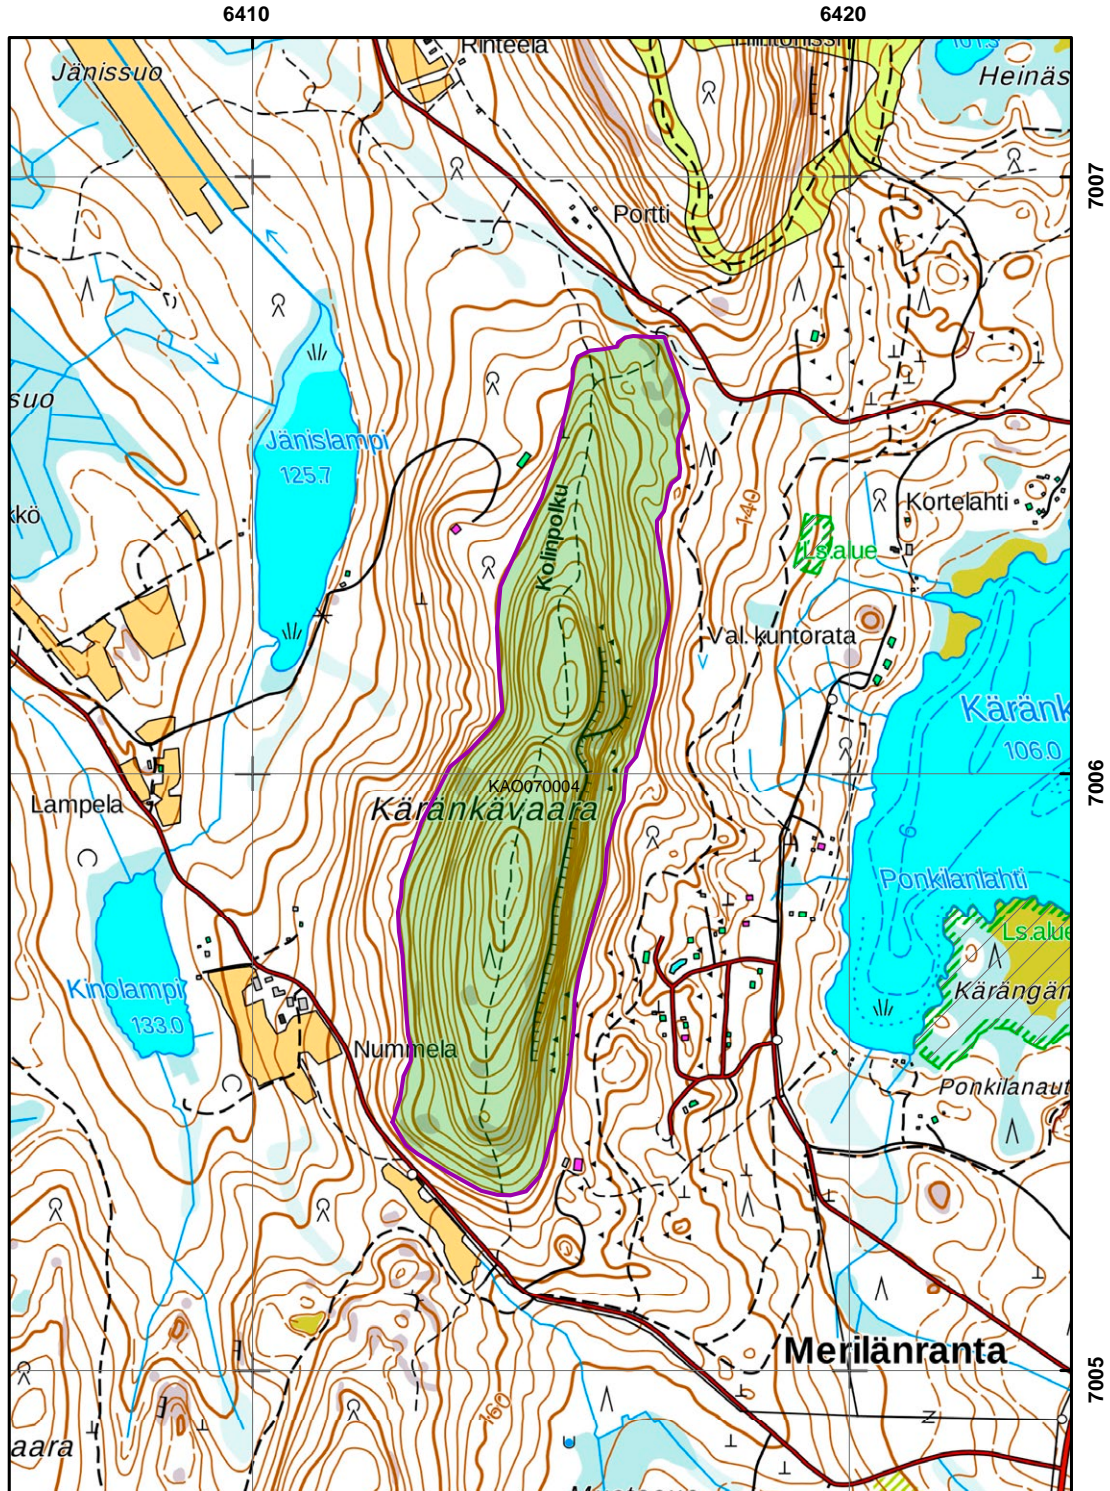 6410
6420
Rinteelä
Jänissuo
Heinäs
7007
Portti
suo
Jänislampi
125.7
kkö
Kolinpolku
140
Kortelahti
Ls.alue
Val. kuntorata
Käränk
106.0
7006
KAO070004
Käränkävaara
Lampela
6
Ponkilanlahti
Ls.alue
Kinolampi
133.0
Kärängän
Nummela
Ponkilanaut
Merilänranta
7005
160
aara